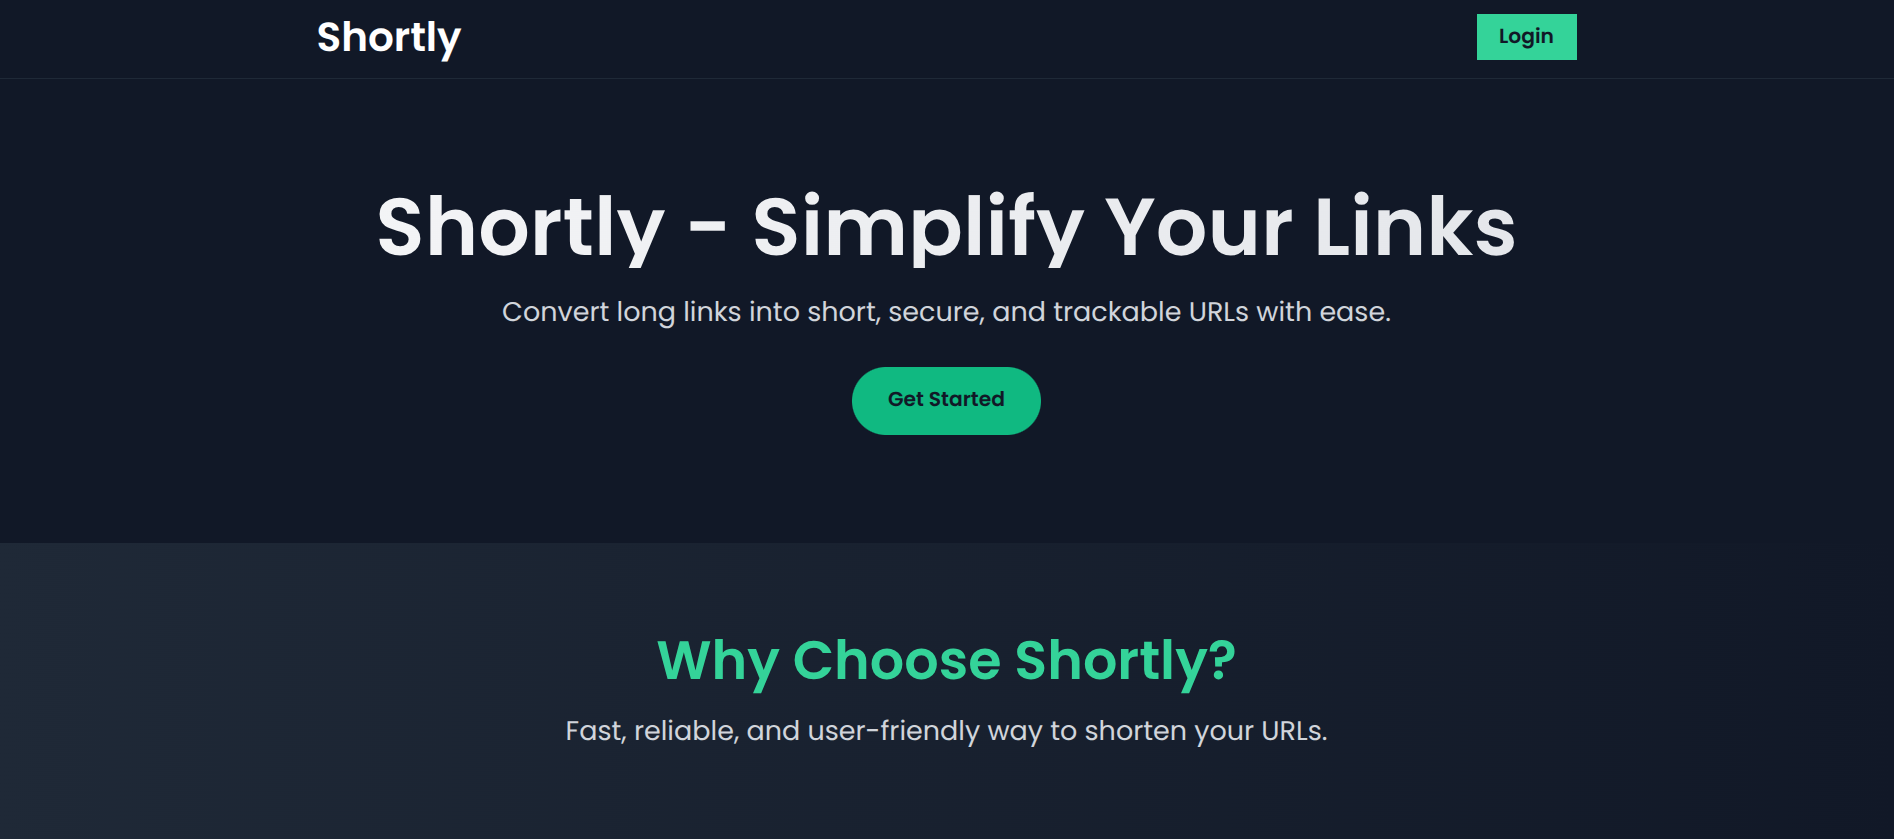 Shortly
Login
Shortly - Simplify Your Links
Convert long links into short, secure, and trackable URLs with ease.
Get Started
Why Choose Shortly?
Fast, reliable, and user-friendly way to shorten your URLs.